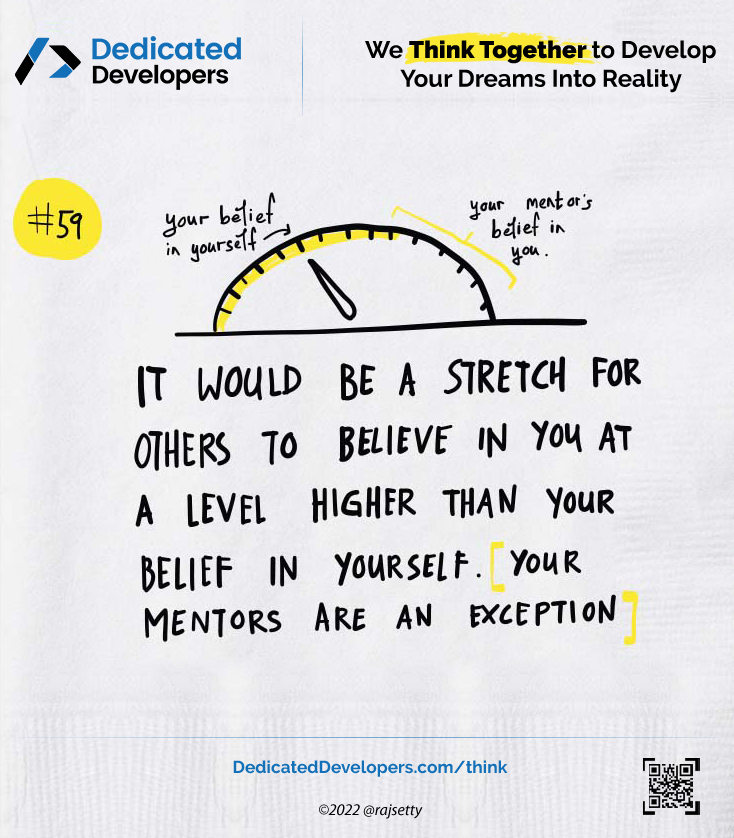 Dedicated
Developers
We Think Together to Develop
Your Dreams Into Reality
#59
your belief
in yourself
your mentor's
belief in
you.
IT WOULD BE A STRETCH FOR
OTHERS TO BELIEVE IN YOU AT
A LEVEL HIGHER THAN YOUR
BELIEF IN YOURSELF. [YOUR
MENTORS ARE AN EXCEPTION]
DedicatedDevelopers.com/think
©2022 @rajsetty